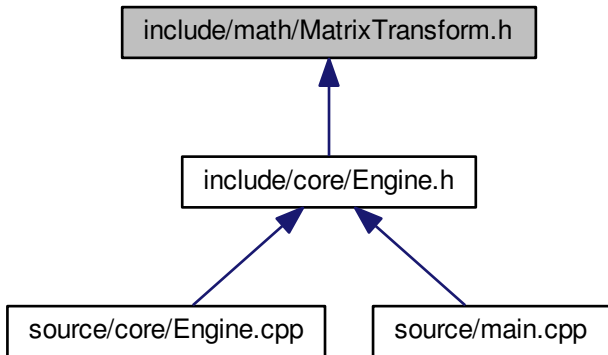 include/math/MatrixTransform.h
include/core/Engine.h
source/core/Engine.cpp
source/main.cpp